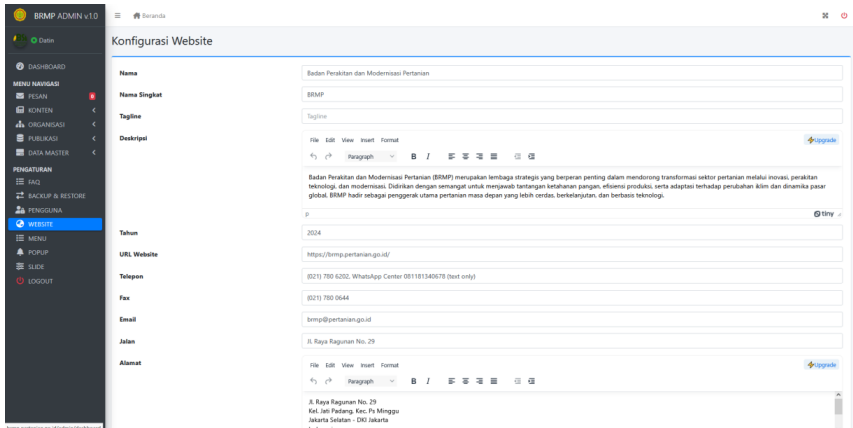 BRMP ADMIN v.1.0
Beranda
Datin
DASHBOARD
MENU NAVIGASI
PESAN
KONTEN
ORGANISASI
PUBLIKASI
DATA MASTER
PENGATURAN
FAQ
BACKUP & RESTORE
PENGGUNA
WEBSITE
MENU
POPUP
SLIDE
LOGOUT
Konfigurasi Website
Nama
Badan Perakitan dan Modernisasi Pertanian
Nama Singkat
BRMP
Tagline
Tagline
Deskripsi
File Edit View Insert Format
Upgrade
Paragraph B I
Badan Perakitan dan Modernisasi Pertanian (BRMP) merupakan lembaga strategis yang berperan penting dalam mendorong transformasi sektor pertanian melalui inovasi, perakitan
teknologi, dan modernisasi. Didirikan dengan semangat untuk menjawab tantangan ketahanan pangan, efisiensi produksi, serta adaptasi terhadap perubahan iklim dan dinamika pasar
global. BRMP hadir sebagai penggerak utama pertanian masa depan yang lebih cerdas, berkelanjutan, dan berbasis teknologi.
p
tiny
Tahun
2024
URL Website
https://brmp.pertanian.go.id/
Telepon
(021) 780 6202, WhatsApp Center 081181340678 (text only)
Fax
(021) 780 0644
Email
brmp@pertanian.go.id
Jalan
Jl. Raya Ragunan No. 29
Alamat
File Edit View Insert Format
Upgrade
Paragraph B I
Jl. Raya Ragunan No. 29
Kel. Jati Padang, Kec. Ps Minggu
Jakarta Selatan - DKI Jakarta